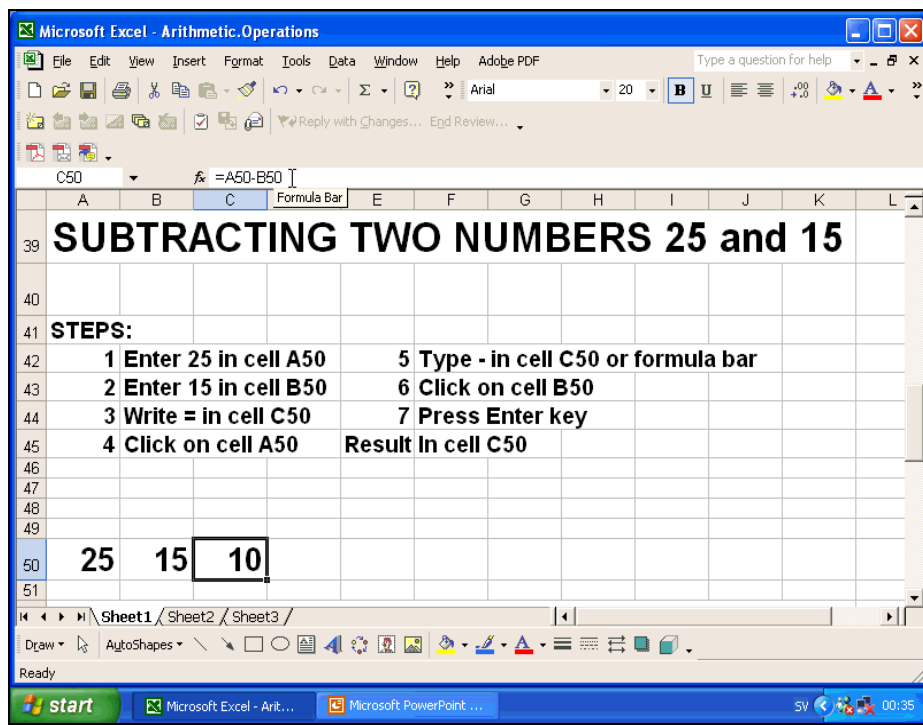 Microsoft Excel - Arithmetic.Operations
File Edit View Insert Format Tools Data Window Help Adobe PDF Type a question for help
Arial 20 B U
Reply with Changes... End Review...
C50 fx =A50-B50
Formula Bar
A B C E F G H I J K L
39 SUBTRACTING TWO NUMBERS 25 and 15
40
41 STEPS:
42 1 Enter 25 in cell A50 5 Type - in cell C50 or formula bar
43 2 Enter 15 in cell B50 6 Click on cell B50
44 3 Write = in cell C50 7 Press Enter key
45 4 Click on cell A50 Result In cell C50
46
47
48
49
50 25 15 10
51
Sheet1 Sheet2 Sheet3
Draw AutoShapes
Ready
start Microsoft Excel - Arit... Microsoft PowerPoint ... SV 00:35